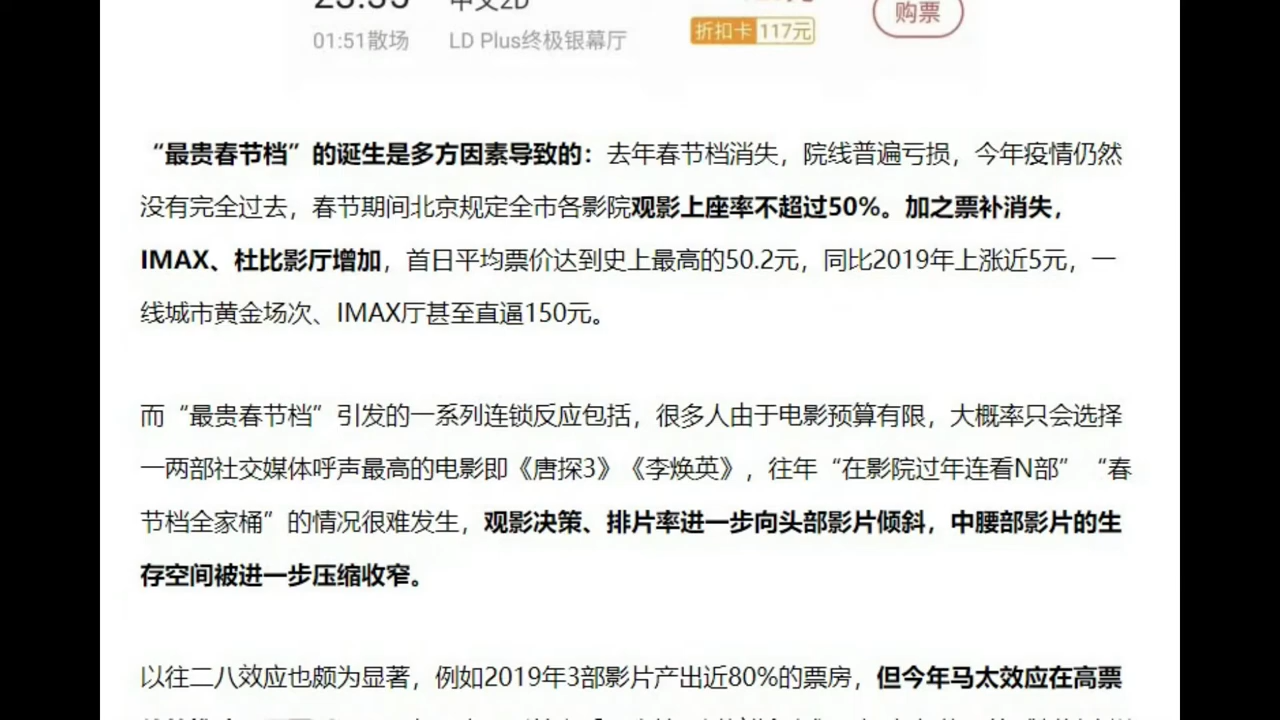 中文2D
购票
折扣卡 117元
01:51散场 LD Plus终极银幕厅
“最贵春节档”的诞生是多方因素导致的：去年春节档消失，院线普遍亏损，今年疫情仍然
没有完全过去，春节期间北京规定全市各影院观影上座率不超过50%。加之票补消失，
IMAX、杜比影厅增加，首日平均票价达到史上最高的50.2元，同比2019年上涨近5元，一
线城市黄金场次、IMAX厅甚至直逼150元。
而“最贵春节档”引发的一系列连锁反应包括，很多人由于电影预算有限，大概率只会选择
一两部社交媒体呼声最高的电影即《唐探3》《李焕英》，往年“在影院过年连看N部”“春
节档全家桶”的情况很难发生，观影决策、排片率进一步向头部影片倾斜，中腰部影片的生
存空间被进一步压缩收窄。
以往二八效应也颇为显著，例如2019年3部影片产出近80%的票房，但今年马太效应在高票